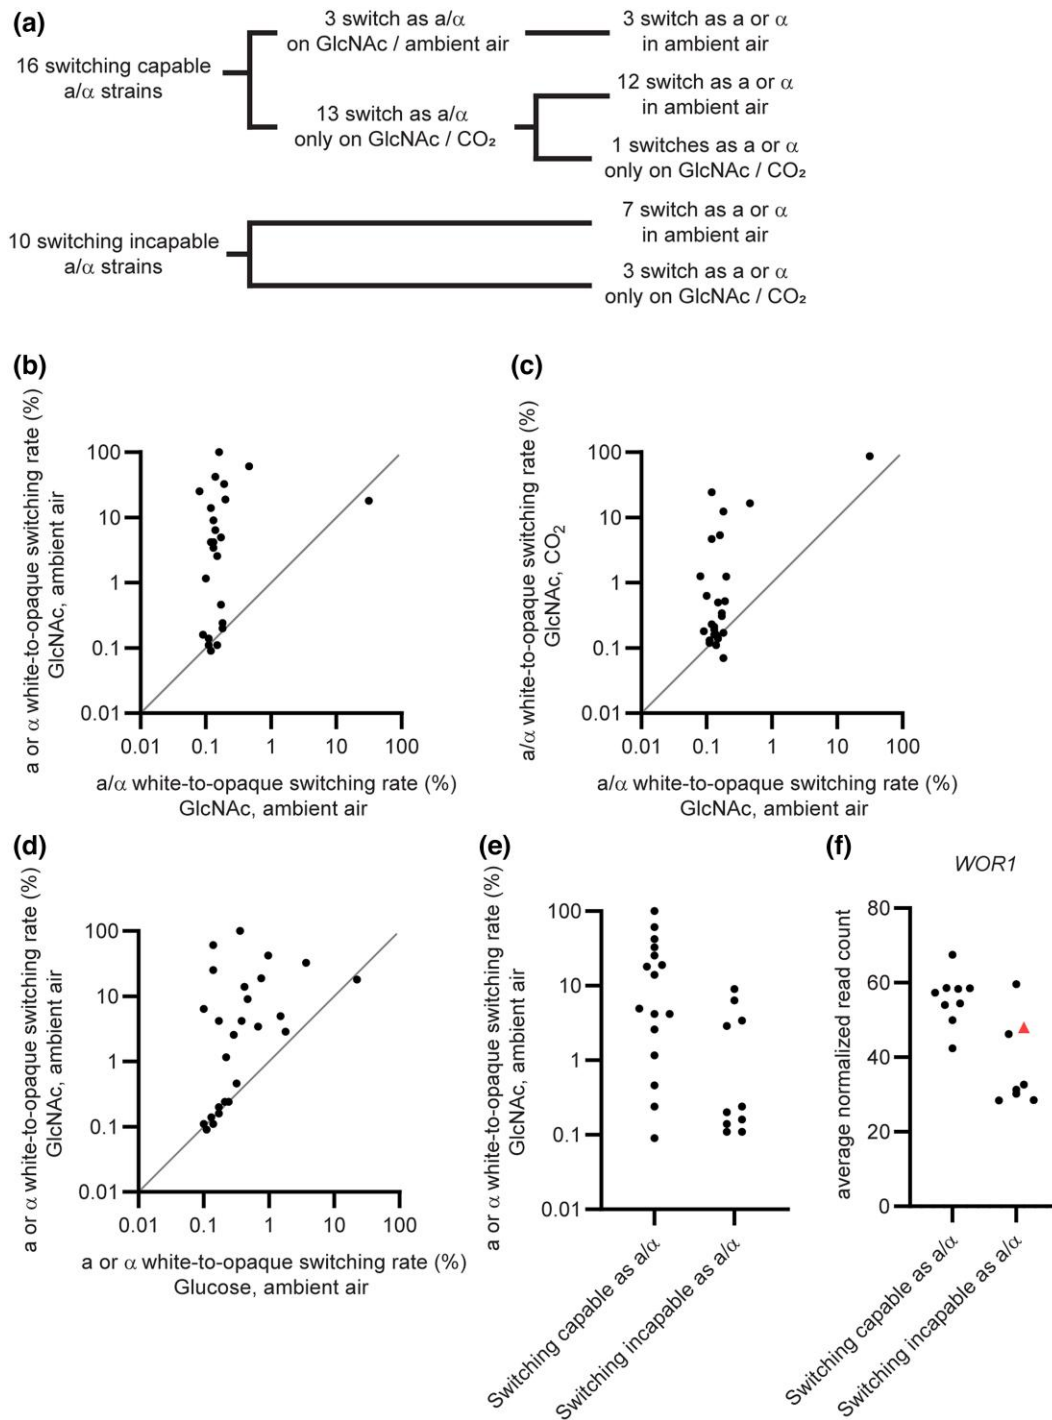 (a)
3 switch as a/α
on GlcNAc / ambient air
3 switch as a or α
in ambient air
16 switching capable
a/α strains
12 switch as a or α
in ambient air
13 switch as a/α
only on GlcNAc / CO₂
1 switches as a or α
only on GlcNAc / CO₂
10 switching incapable
a/α strains
7 switch as a or α
in ambient air
3 switch as a or α
only on GlcNAc / CO₂
(b)
a or α white-to-opaque switching rate (%)
GlcNAc, ambient air
100
10
1
0.1
0.01
0.01 0.1 1 10 100
a/α white-to-opaque switching rate (%)
GlcNAc, ambient air
(c)
a/α white-to-opaque switching rate (%)
GlcNAc, CO₂
100
10
1
0.1
0.01
0.01 0.1 1 10 100
a/α white-to-opaque switching rate (%)
GlcNAc, ambient air
(d)
a or α white-to-opaque switching rate (%)
GlcNAc, ambient air
100
10
1
0.1
0.01
0.01 0.1 1 10 100
a or α white-to-opaque switching rate (%)
Glucose, ambient air
(e)
a or α white-to-opaque switching rate (%)
GlcNAc, ambient air
100
10
1
0.1
0.01
Switching capable as a/α
Switching incapable as a/α
(f)
WOR1
average normalized read count
80
60
40
20
0
Switching capable as a/α
Switching incapable as a/α